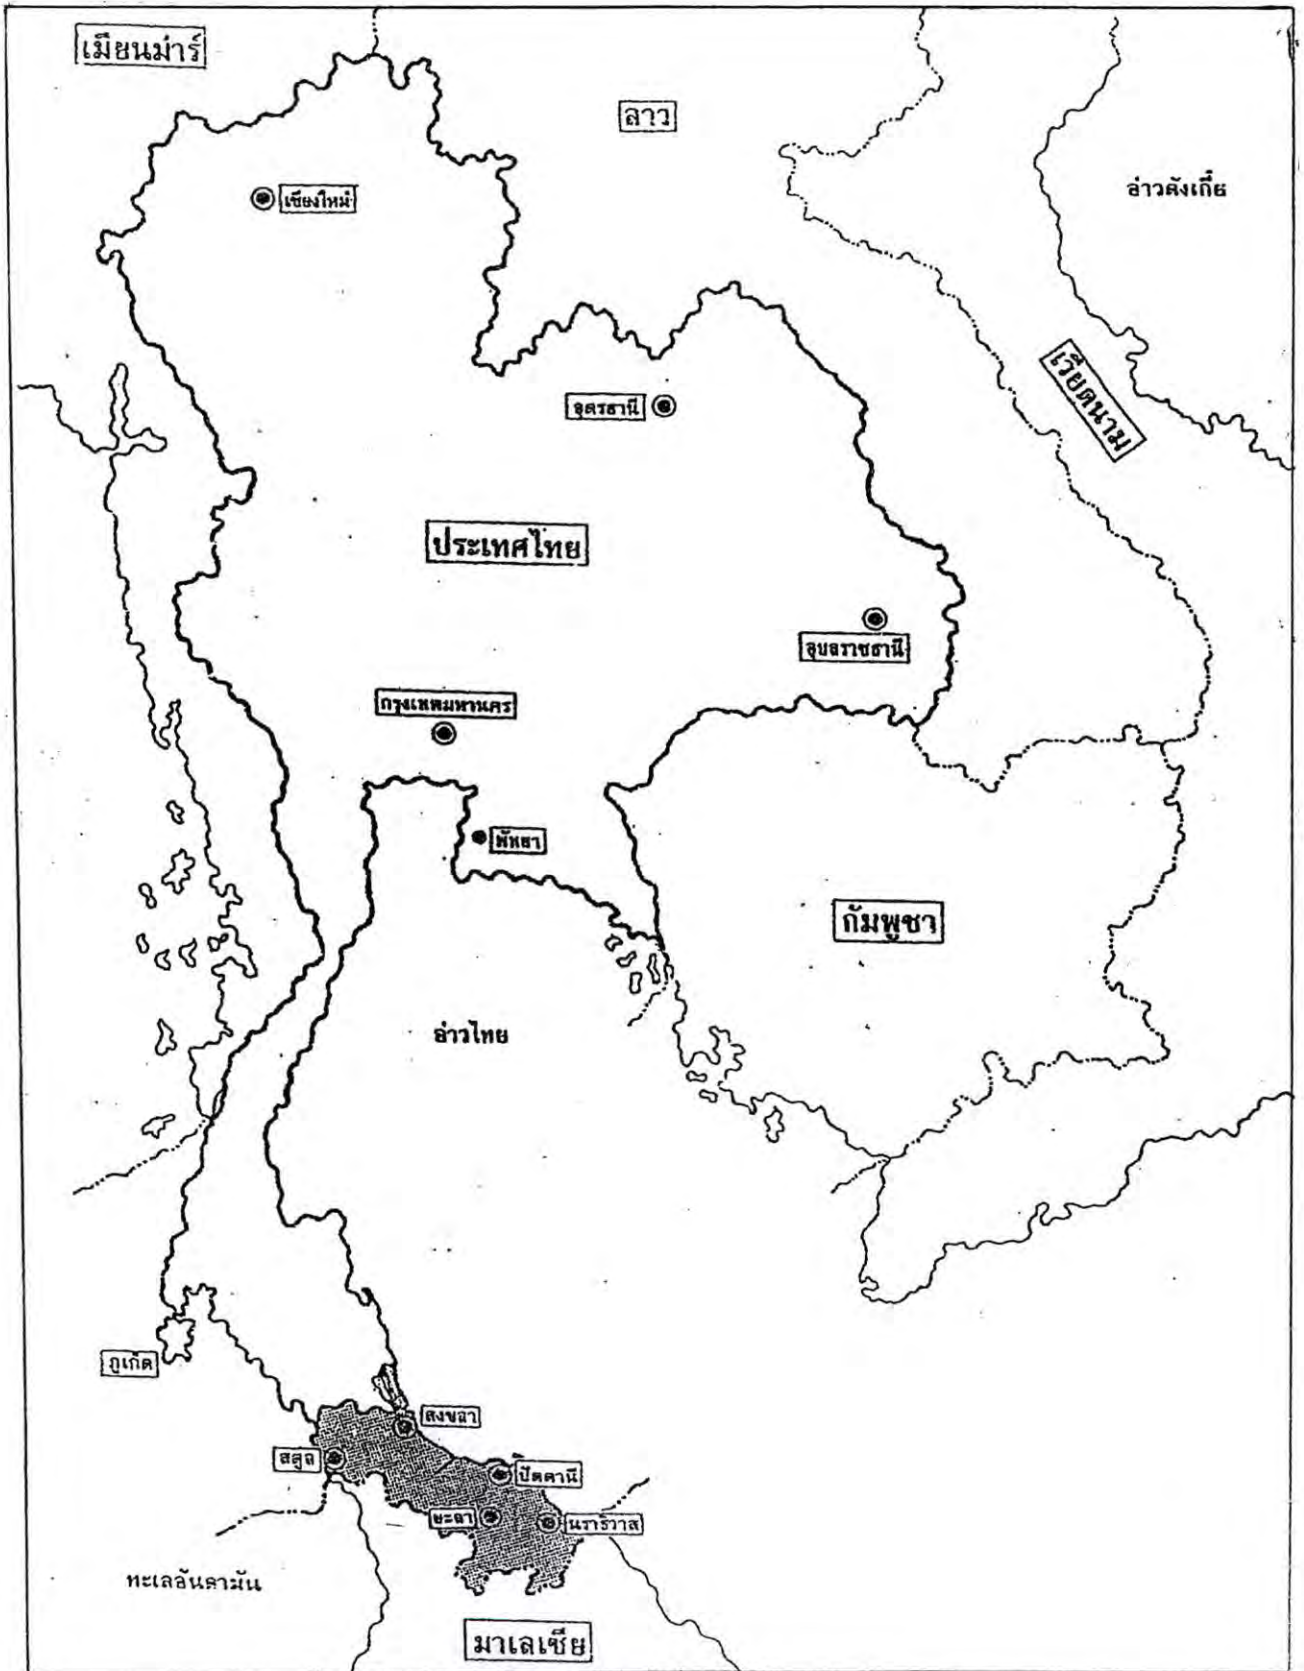 เมียนม่าร์
ลาว
อ่าวตังเกี๋ย
เชียงใหม่
เวียดนาม
อุดรธานี
ประเทศไทย
อุบลราชธานี
กรุงเทพมหานคร
พัทยา
กัมพูชา
อ่าวไทย
ภูเก็ต
สงขลา
สตูล
ปัตตานี
ยะลา
นราธิวาส
ทะเลอันดามัน
มาเลเซีย